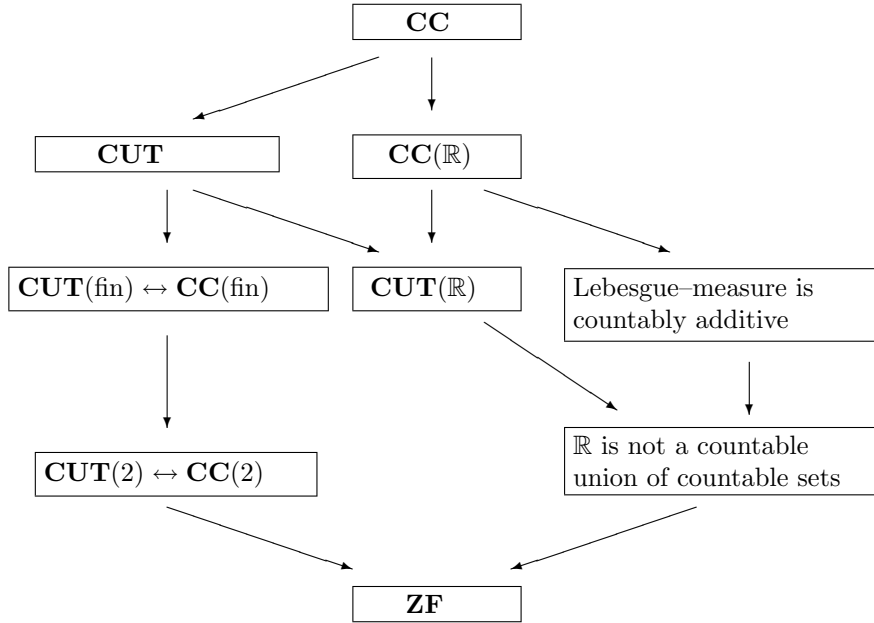 CC
CUT
CC(ℝ)
CUT(fin) ↔ CC(fin)
CUT(ℝ)
Lebesgue–measure is
countably additive
CUT(2) ↔ CC(2)
ℝ is not a countable
union of countable sets
ZF